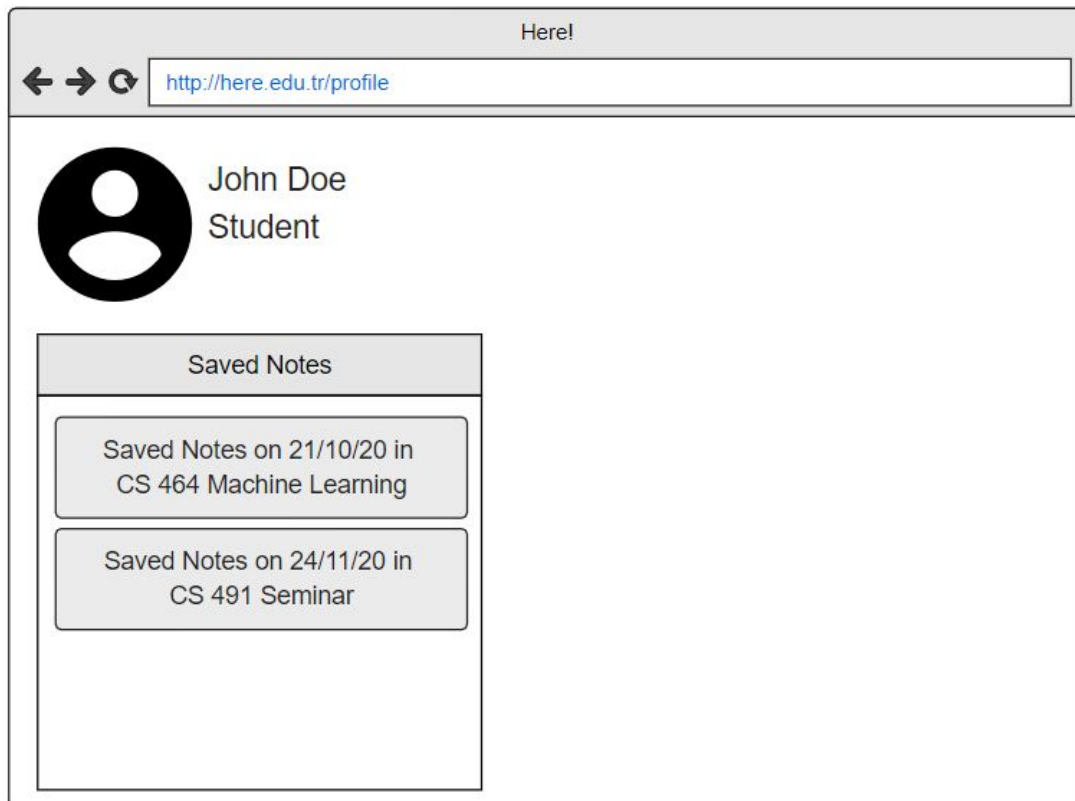 Here!
http://here.edu.tr/profile
John Doe
Student
Saved Notes
Saved Notes on 21/10/20 in
CS 464 Machine Learning
Saved Notes on 24/11/20 in
CS 491 Seminar